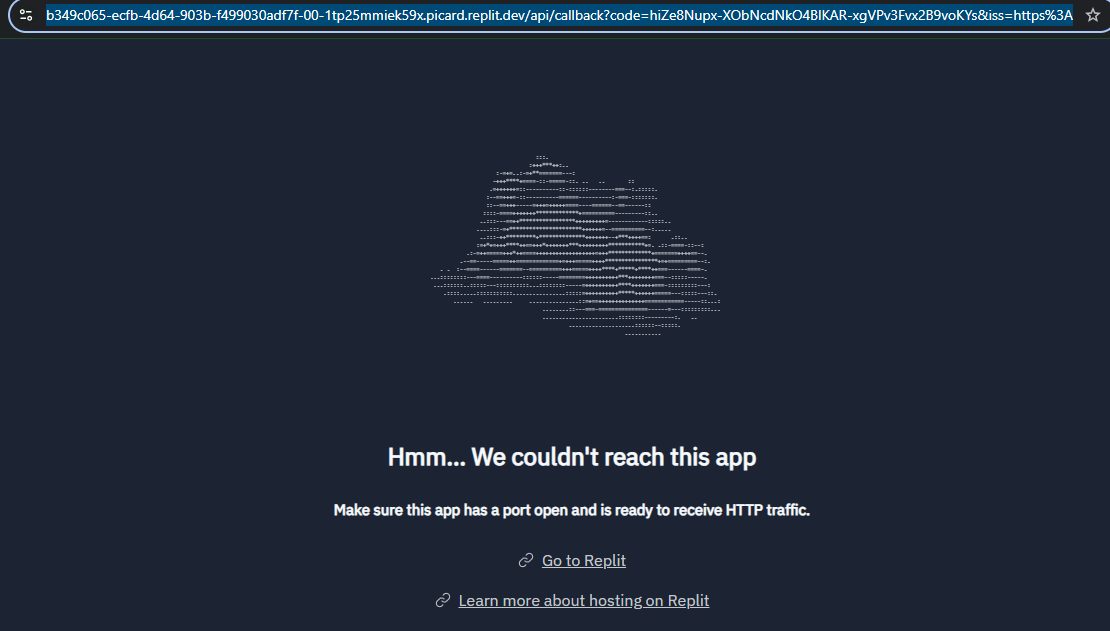 b349c065-ecfb-4d64-903b-f499030adf7f-00-1tp25mmiek59x.picard.replit.dev/api/callback?code=hiZe8Nupx-XObNcdNkO4BlKAR-xgVPv3Fvx2B9voKYs&iss=https%3A
Hmm... We couldn't reach this app
Make sure this app has a port open and is ready to receive HTTP traffic.
Go to Replit
Learn more about hosting on Replit